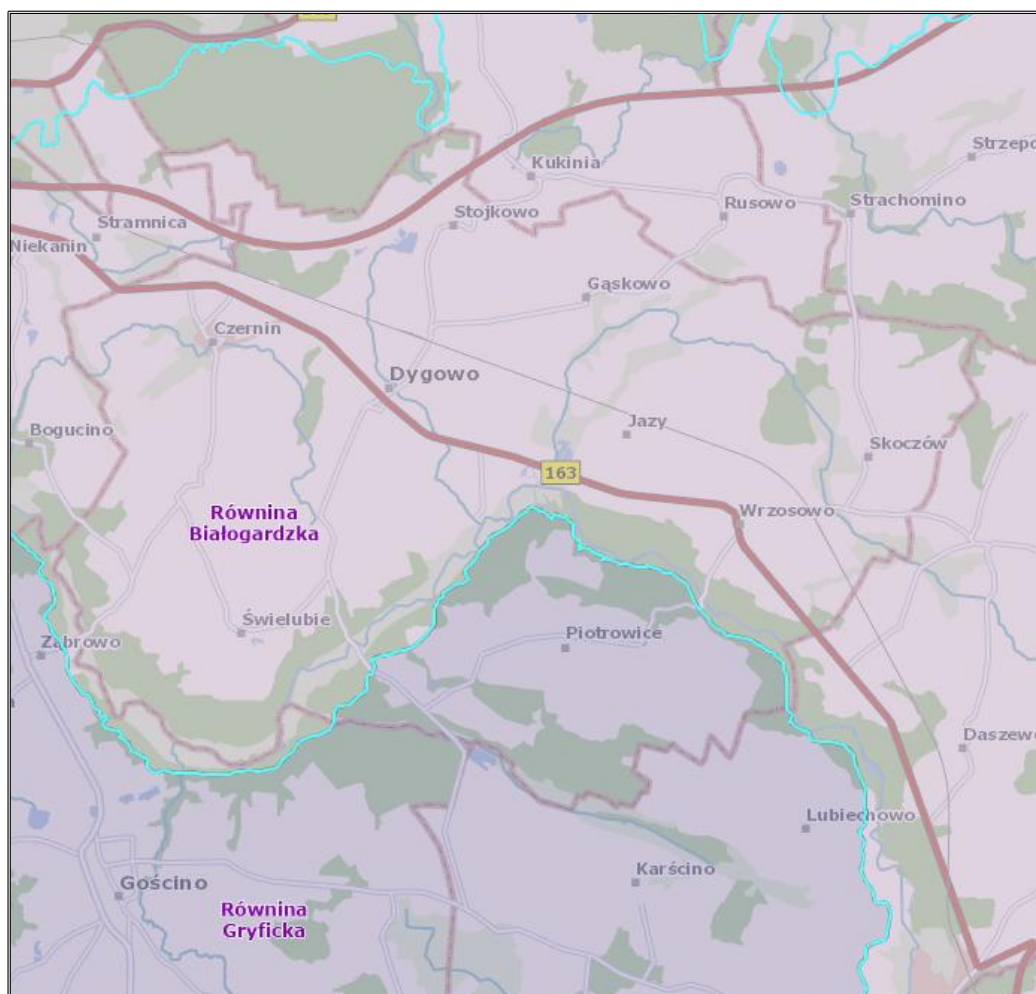 Kukinia
Strzepo
Rusowo
Strachomino
Stojkowo
Stramnica
Niekanin
Gąskowo
Czernin
Dygowo
Bogucino
Jazy
Skoczów
163
Równina
Białogardzka
Wrzosowo
Świelubie
Piotrowice
Ząbrowo
Daszewo
Lubiechowo
Karścino
Gościno
Równina
Gryficka